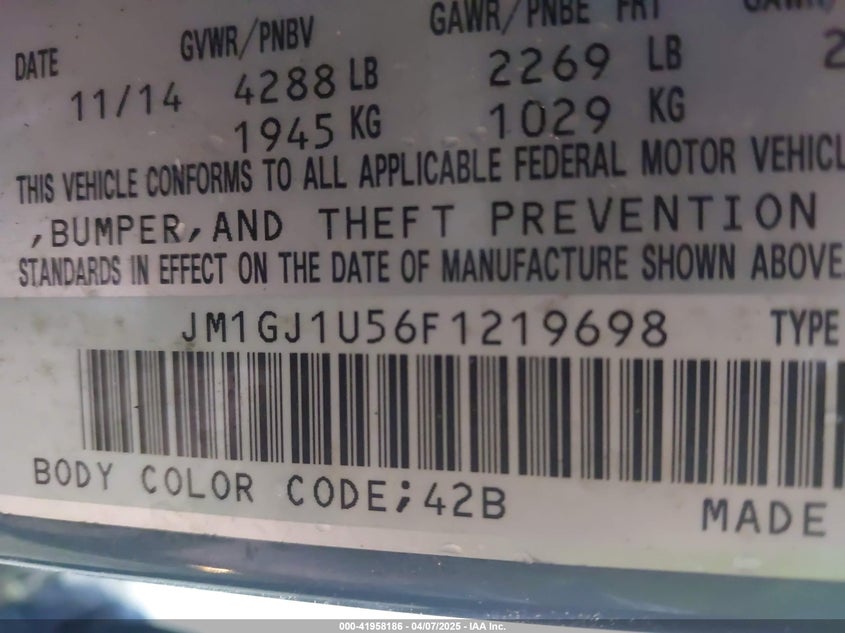 GVWR/PNBV GAWR/PNBE FRT
DATE
11/14 4288 LB 2269 LB 2
1945 KG 1029 KG
THIS VEHICLE CONFORMS TO ALL APPLICABLE FEDERAL MOTOR VEHICL
,BUMPER,AND THEFT PREVENTION
STANDARDS IN EFFECT ON THE DATE OF MANUFACTURE SHOWN ABOVE
JM1GJ1U56F1219698 TYPE
BODY COLOR CODE;42B
MADE
000-41958186 - 04/07/2025 - IAA Inc.